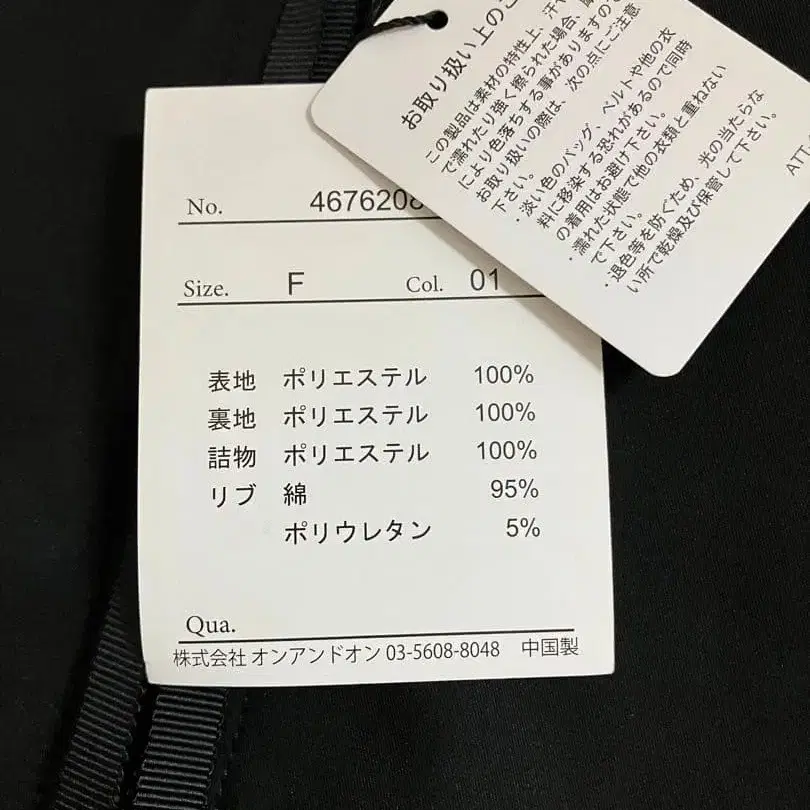 No. 4676208
Size. F Col. 01
表地 ポリエステル 100%
裏地 ポリエステル 100%
詰物 ポリエステル 100%
リブ 綿 95%
ポリウレタン 5%
Qua.
株式会社 オンアンドオン 03-5608-8048 中国製
お取り扱い上のご
この製品は素材の特性上、汗や
で濡れたり強く擦られた場合、
により色落ちする事がありますので
お取り扱いの際は、次の点にご注意
下さい。
・淡い色のバッグ、ベルトや他の衣
料に移染する恐れがあるので同時
の着用はお避け下さい。
・濡れた状態で他の衣類と重ねない
で下さい。
・退色等を防ぐため、光の当たらな
い所で乾燥及び保管して下さい。
ATT